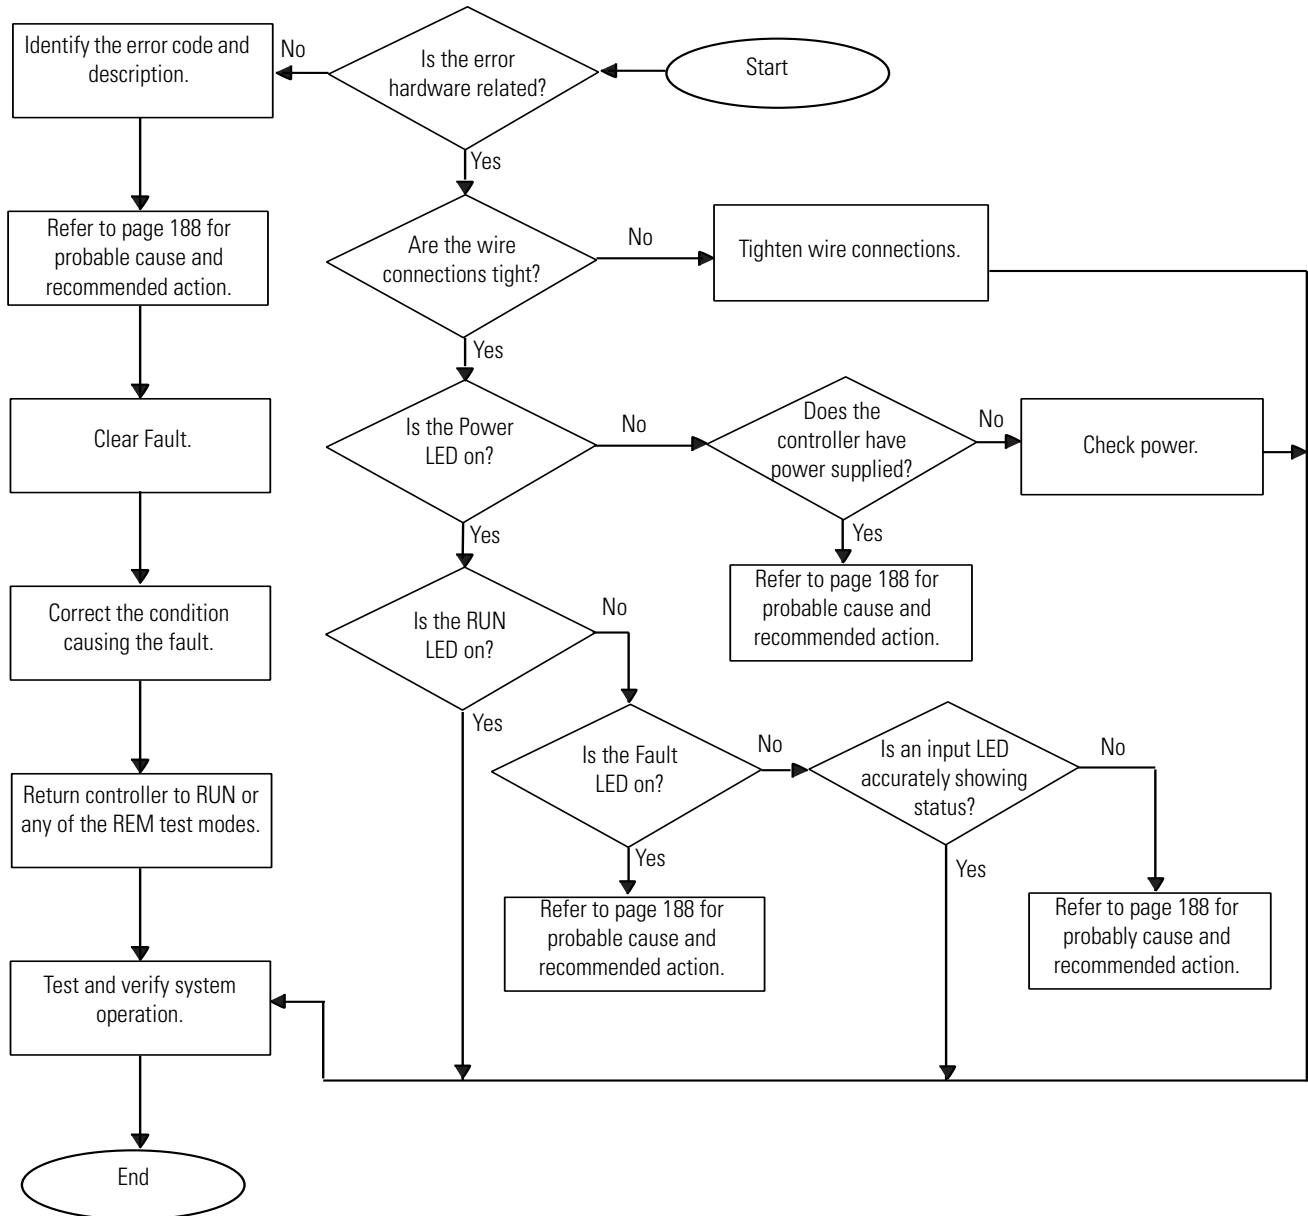 Start
Is the error
hardware related?
No
Identify the error code and
description.
Yes
Refer to page 188 for
probable cause and
recommended action.
Are the wire
connections tight?
No
Tighten wire connections.
Yes
Clear Fault.
Is the Power
LED on?
No
Does the
controller have
power supplied?
No
Check power.
Yes
Yes
Refer to page 188 for
probable cause and
recommended action.
Correct the condition
causing the fault.
Is the RUN
LED on?
No
Yes
Is the Fault
LED on?
No
Is an input LED
accurately showing
status?
No
Return controller to RUN or
any of the REM test modes.
Yes
Yes
Refer to page 188 for
probable cause and
recommended action.
Refer to page 188 for
probably cause and
recommended action.
Test and verify system
operation.
End